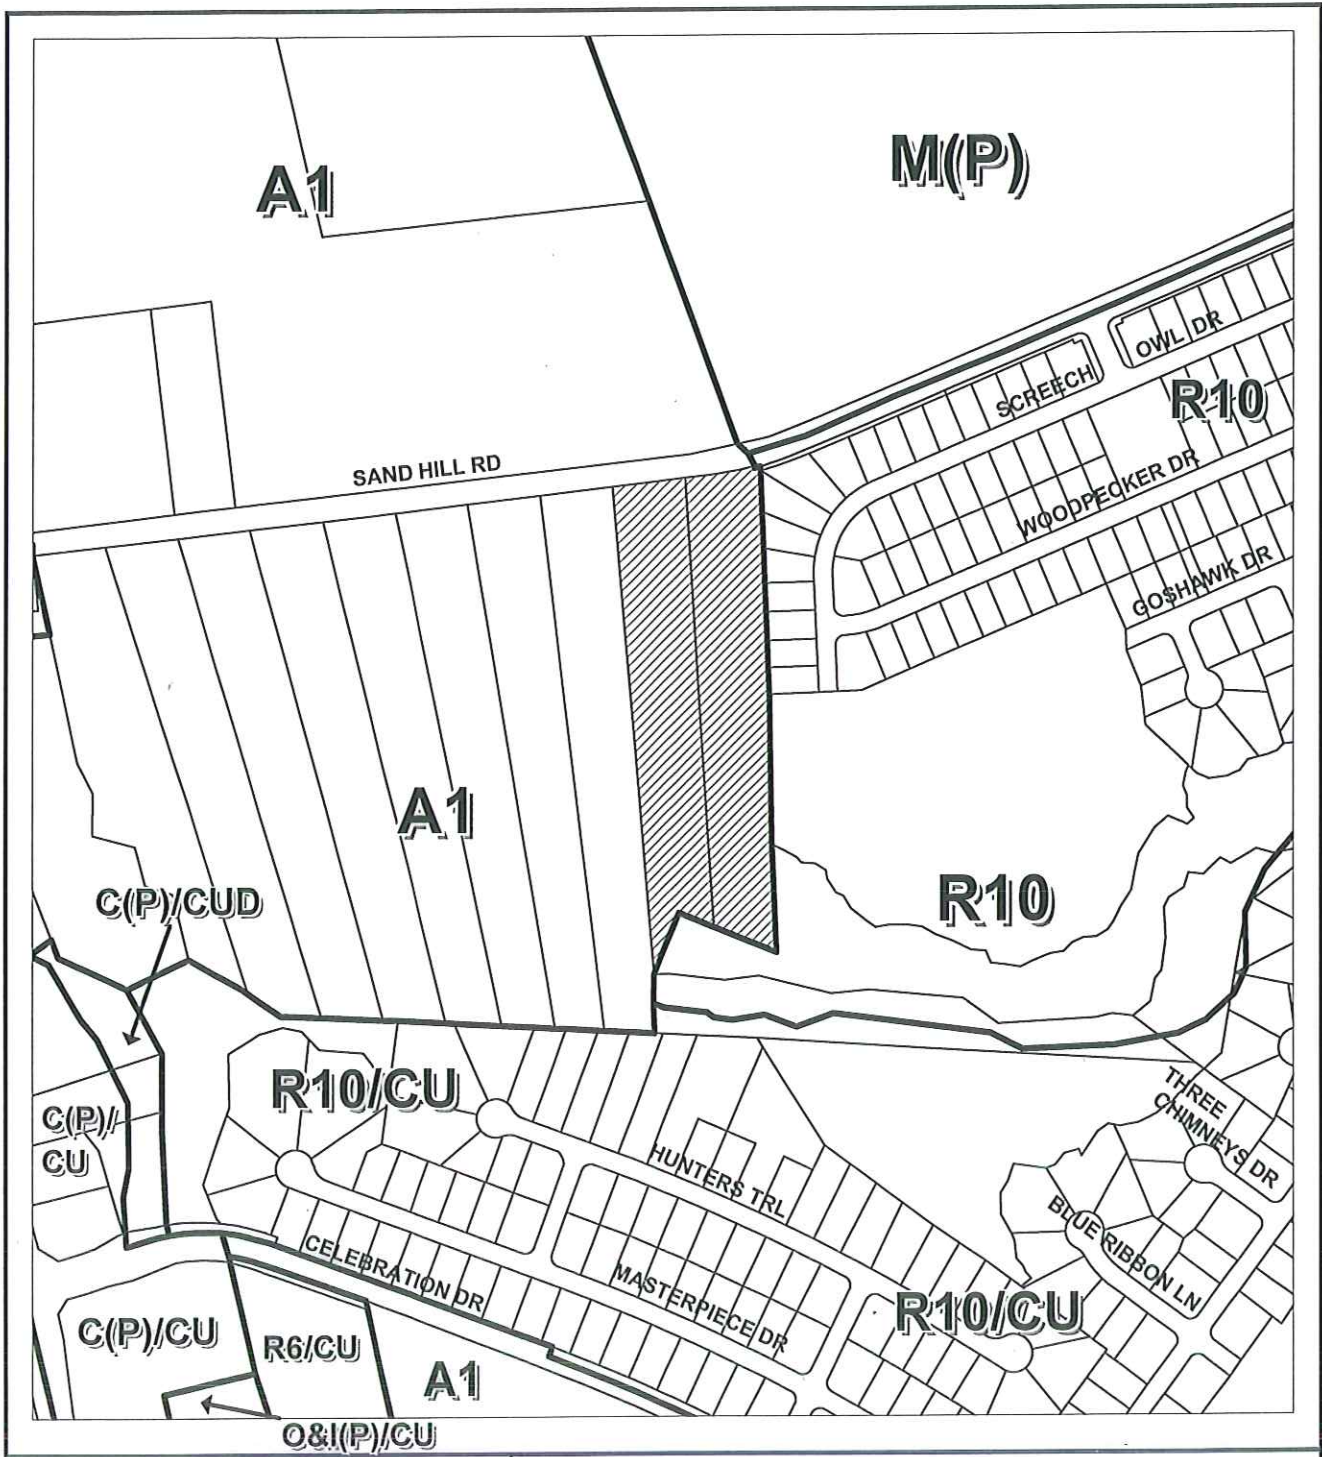 M(P)
A1
OWL DR
SCREECH
R10
SAND HILL RD
WOODPECKER DR
GOSHAWK DR
A1
C(P)/CUD
R10
R10/CU
THREE
CHIMNEYS DR
C(P)/
CU
HUNTERS TRL
BLUE RIBBON LN
CELEBRATION DR
MASTERPIECE DR
R10/CU
C(P)/CU
R6/CU
A1
O&I(P)/CU